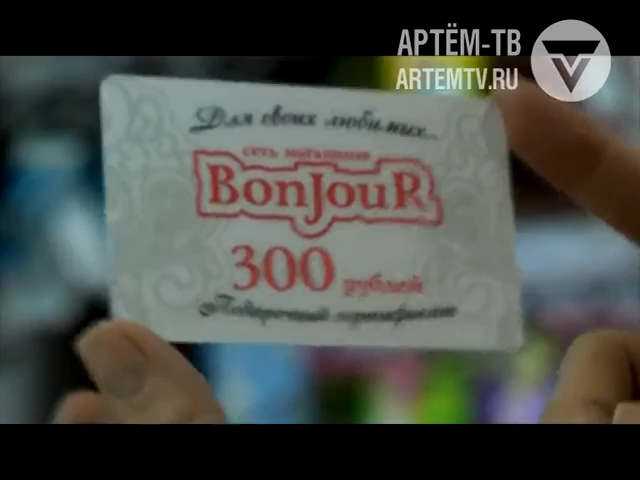 АРТЁМ-ТВ
ARTEMTV.RU
Для своих любимых...
сеть магазинов
BonJouR
300 рублей
Подарочный сертификат